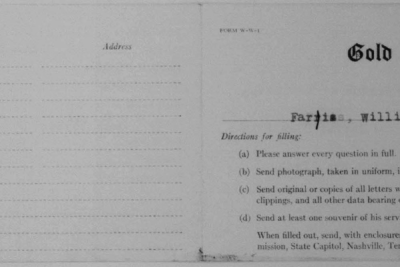 Address
Gold
Farris, Willi
Directions for filling:
(a) Please answer every question in full.
(b) Send photograph, taken in uniform, i
(c) Send original or copies of all letters w
clippings, and all other data bearing
(d) Send at least one souvenir of his serv
When filled out, send, with enclosure
mission, State Capitol, Nashville, Te